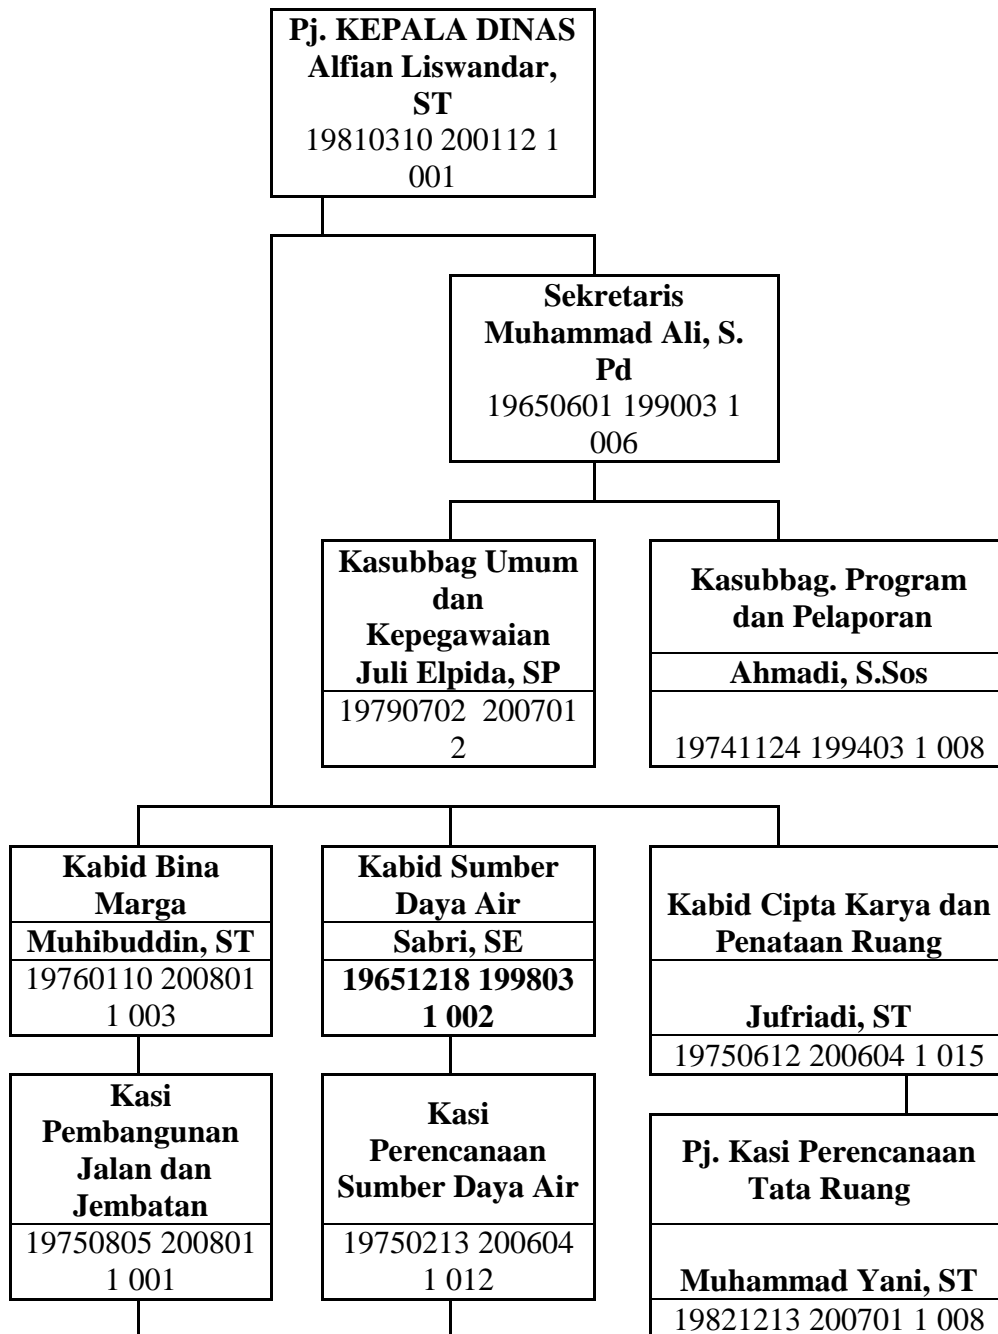 Pj. KEPALA DINAS
Alfian Liswandar,
ST
19810310 200112 1
001
Sekretaris
Muhammad Ali, S.
Pd
19650601 199003 1
006
Kasubbag Umum
dan
Kepegawaian
Juli Elpida, SP
19790702  200701
2
Kasubbag. Program
dan Pelaporan
Ahmadi, S.Sos
19741124 199403 1 008
Kabid Bina
Marga
Muhibuddin, ST
19760110 200801
1 003
Kabid Sumber
Daya Air
Sabri, SE
19651218 199803
1 002
Kabid Cipta Karya dan
Penataan Ruang
Jufriadi, ST
19750612 200604 1 015
Kasi
Pembangunan
Jalan dan
Jembatan
19750805 200801
1 001
Kasi
Perencanaan
Sumber Daya Air
19750213 200604
1 012
Pj. Kasi Perencanaan
Tata Ruang
Muhammad Yani, ST
19821213 200701 1 008